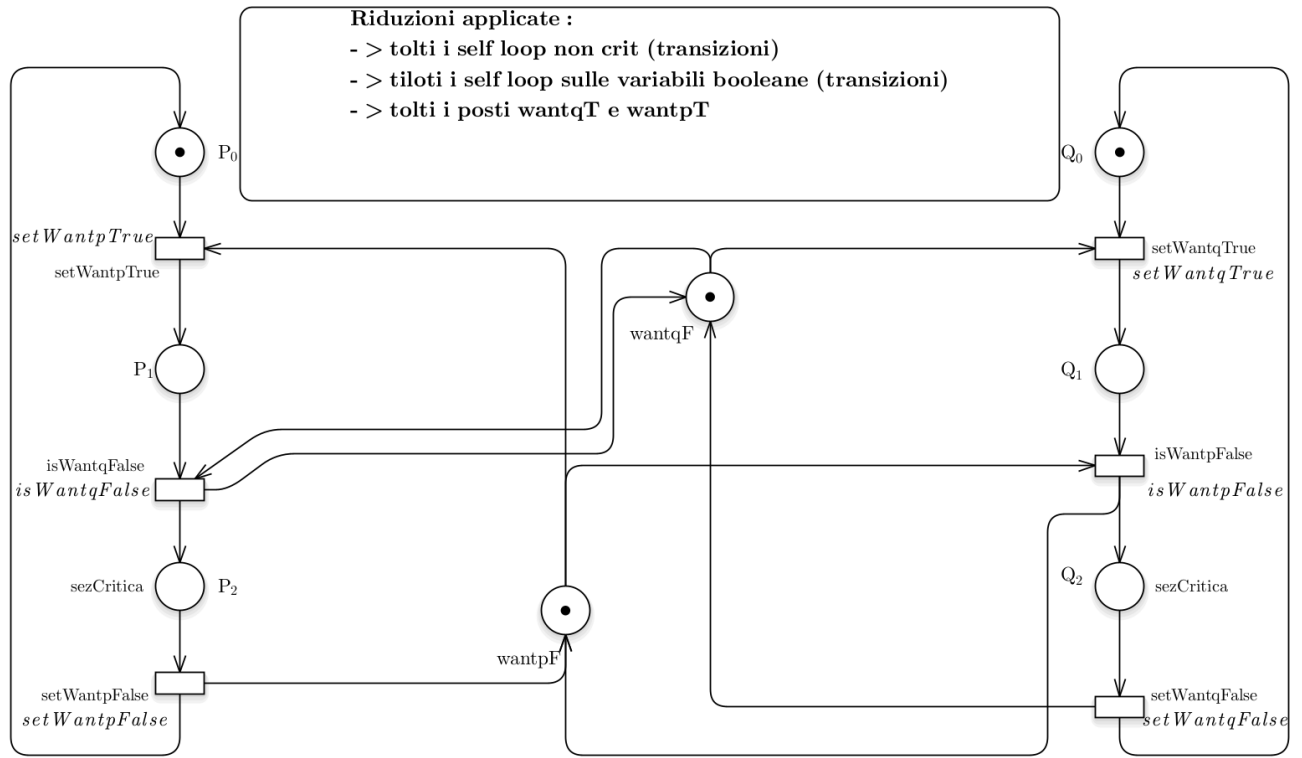 Riduzioni applicate :
- > tolti i self loop non crit (transizioni)
- > tiloti i self loop sulle variabili booleane (transizioni)
- > tolti i posti wantqT e wantpT
P₀
Q₀
setWantpTrue
setWantpTrue
setWantqTrue
setWantqTrue
wantqF
P₁
Q₁
isWantqFalse
isWantqFalse
isWantpFalse
isWantpFalse
sezCritica
P₂
Q₂
sezCritica
wantpF
setWantpFalse
setWantpFalse
setWantqFalse
setWantqFalse